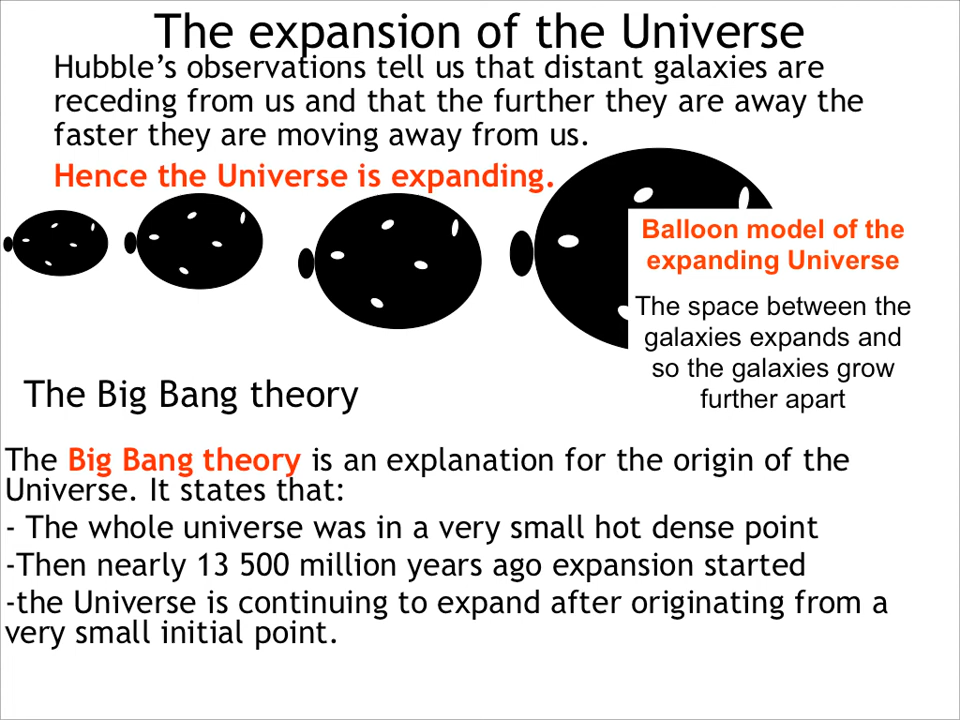 The expansion of the Universe
Hubble’s observations tell us that distant galaxies are
receding from us and that the further they are away the
faster they are moving away from us.
Hence the Universe is expanding.
Balloon model of the
expanding Universe
The space between the
galaxies expands and
so the galaxies grow
further apart
The Big Bang theory
The Big Bang theory is an explanation for the origin of the
Universe. It states that:
- The whole universe was in a very small hot dense point
-Then nearly 13 500 million years ago expansion started
-the Universe is continuing to expand after originating from a
very small initial point.